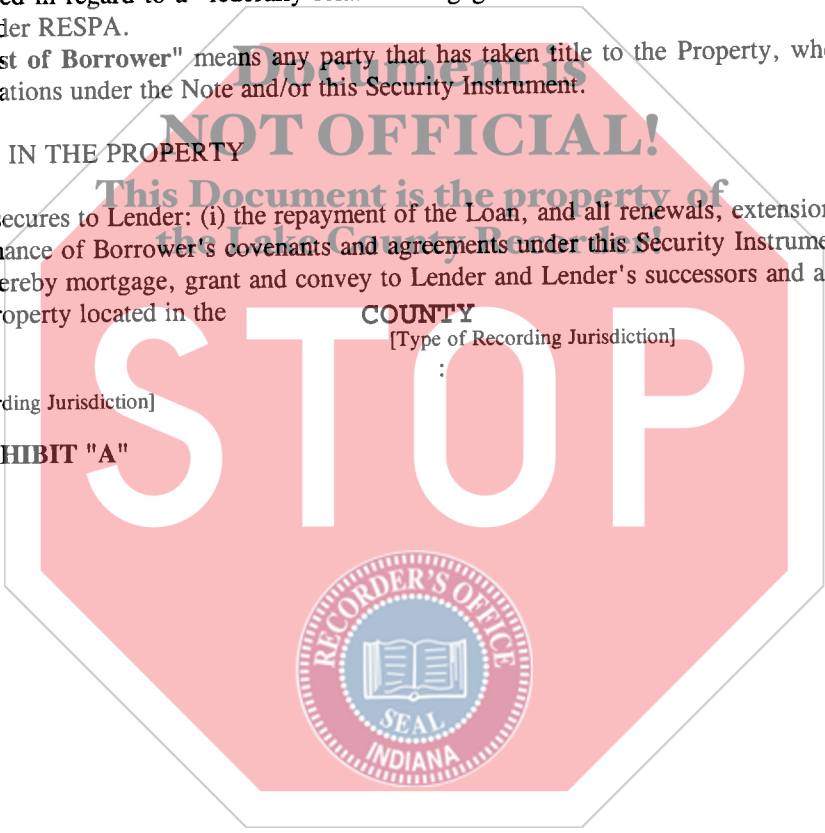 der RESPA.
st of Borrower" means any party that has taken title to the Property, wh
ations under the Note and/or this Security Instrument.
Document is
NOT OFFICIAL!
This Document is the property of
the Lake County Recorder!
IN THE PROPERTY
secures to Lender: (i) the repayment of the Loan, and all renewals, extension
nance of Borrower's covenants and agreements under this Security Instrume
ereby mortgage, grant and convey to Lender and Lender's successors and a
operty located in the COUNTY
[Type of Recording Jurisdiction]
:
ding Jurisdiction]
HIBIT "A"
STOP
RECORDER'S OFFICE
SEAL
INDIANA